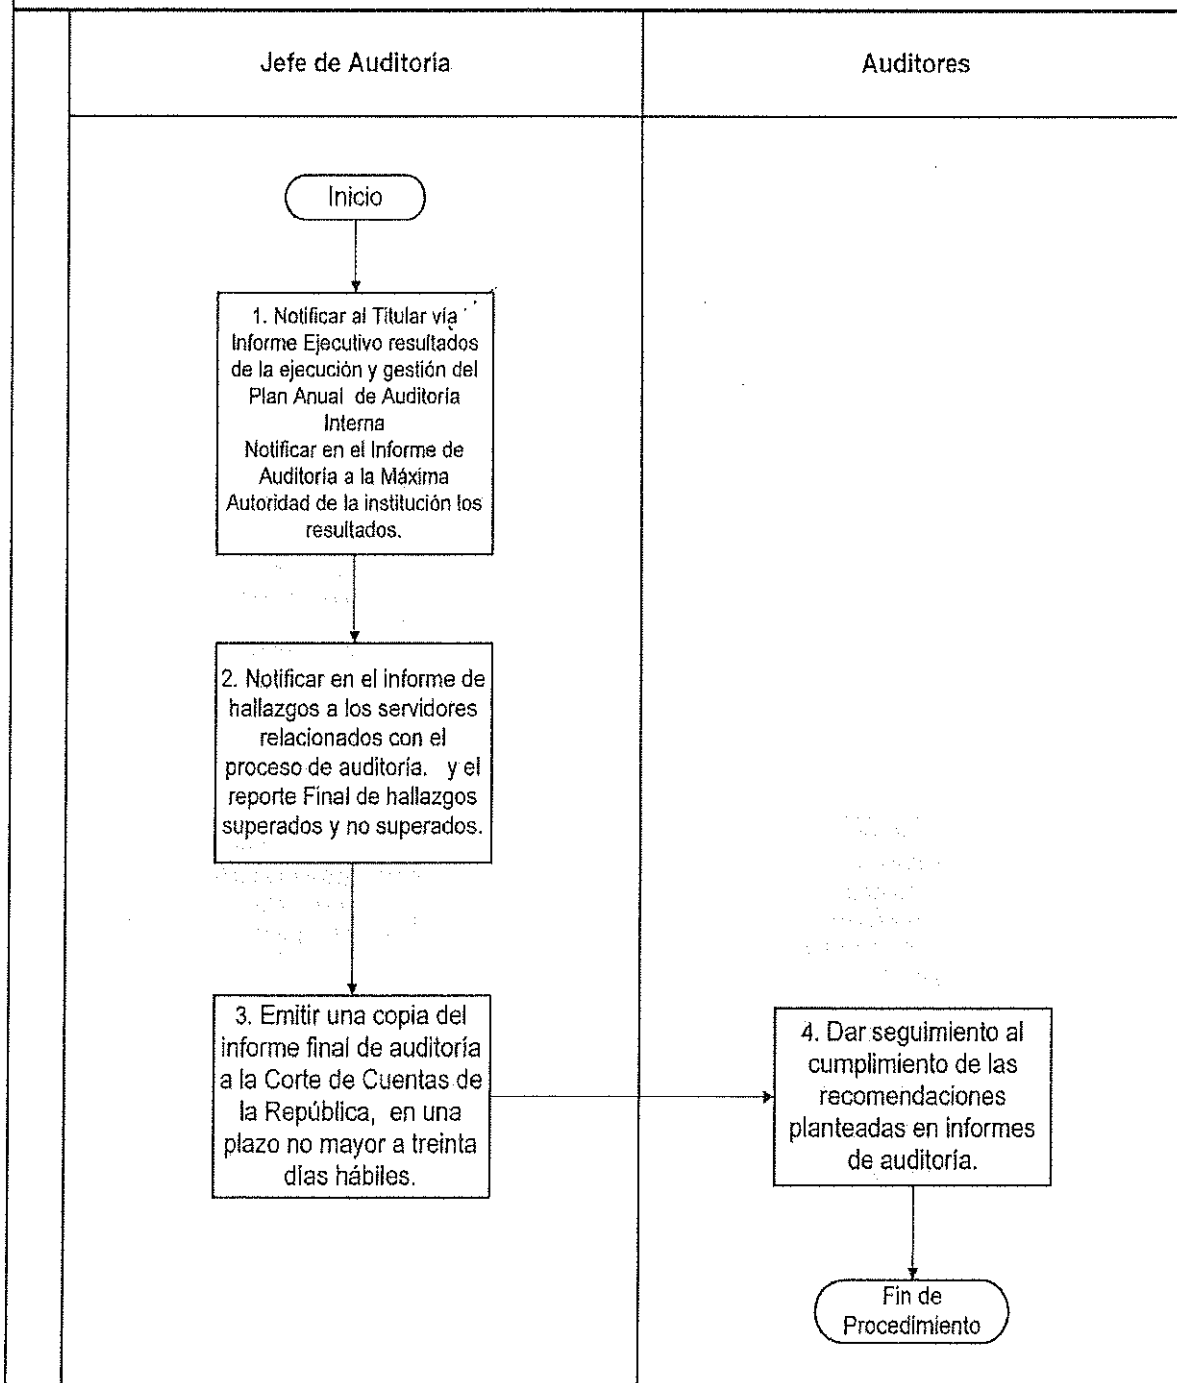 Jefe de Auditoría
Auditores
Inicio
1. Notificar al Titular vía
Informe Ejecutivo resultados
de la ejecución y gestión del
Plan Anual de Auditoría
Interna
Notificar en el Informe de
Auditoría a la Máxima
Autoridad de la institución los
resultados.
2. Notificar en el informe de
hallazgos a los servidores
relacionados con el
proceso de auditoría. y el
reporte Final de hallazgos
superados y no superados.
3. Emitir una copia del
informe final de auditoría
a la Corte de Cuentas de
la República, en una
plazo no mayor a treinta
días hábiles.
4. Dar seguimiento al
cumplimiento de las
recomendaciones
planteadas en informes
de auditoría.
Fin de
Procedimiento